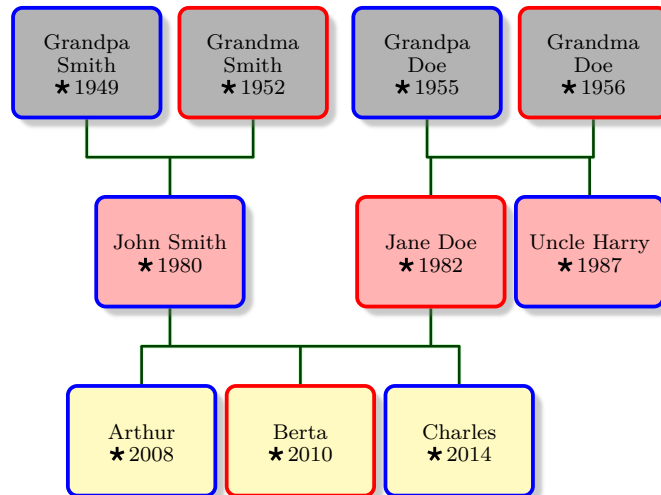 Grandpa
Smith
★ 1949
Grandma
Smith
★ 1952
Grandpa
Doe
★ 1955
Grandma
Doe
★ 1956
John Smith
★ 1980
Jane Doe
★ 1982
Uncle Harry
★ 1987
Arthur
★ 2008
Berta
★ 2010
Charles
★ 2014